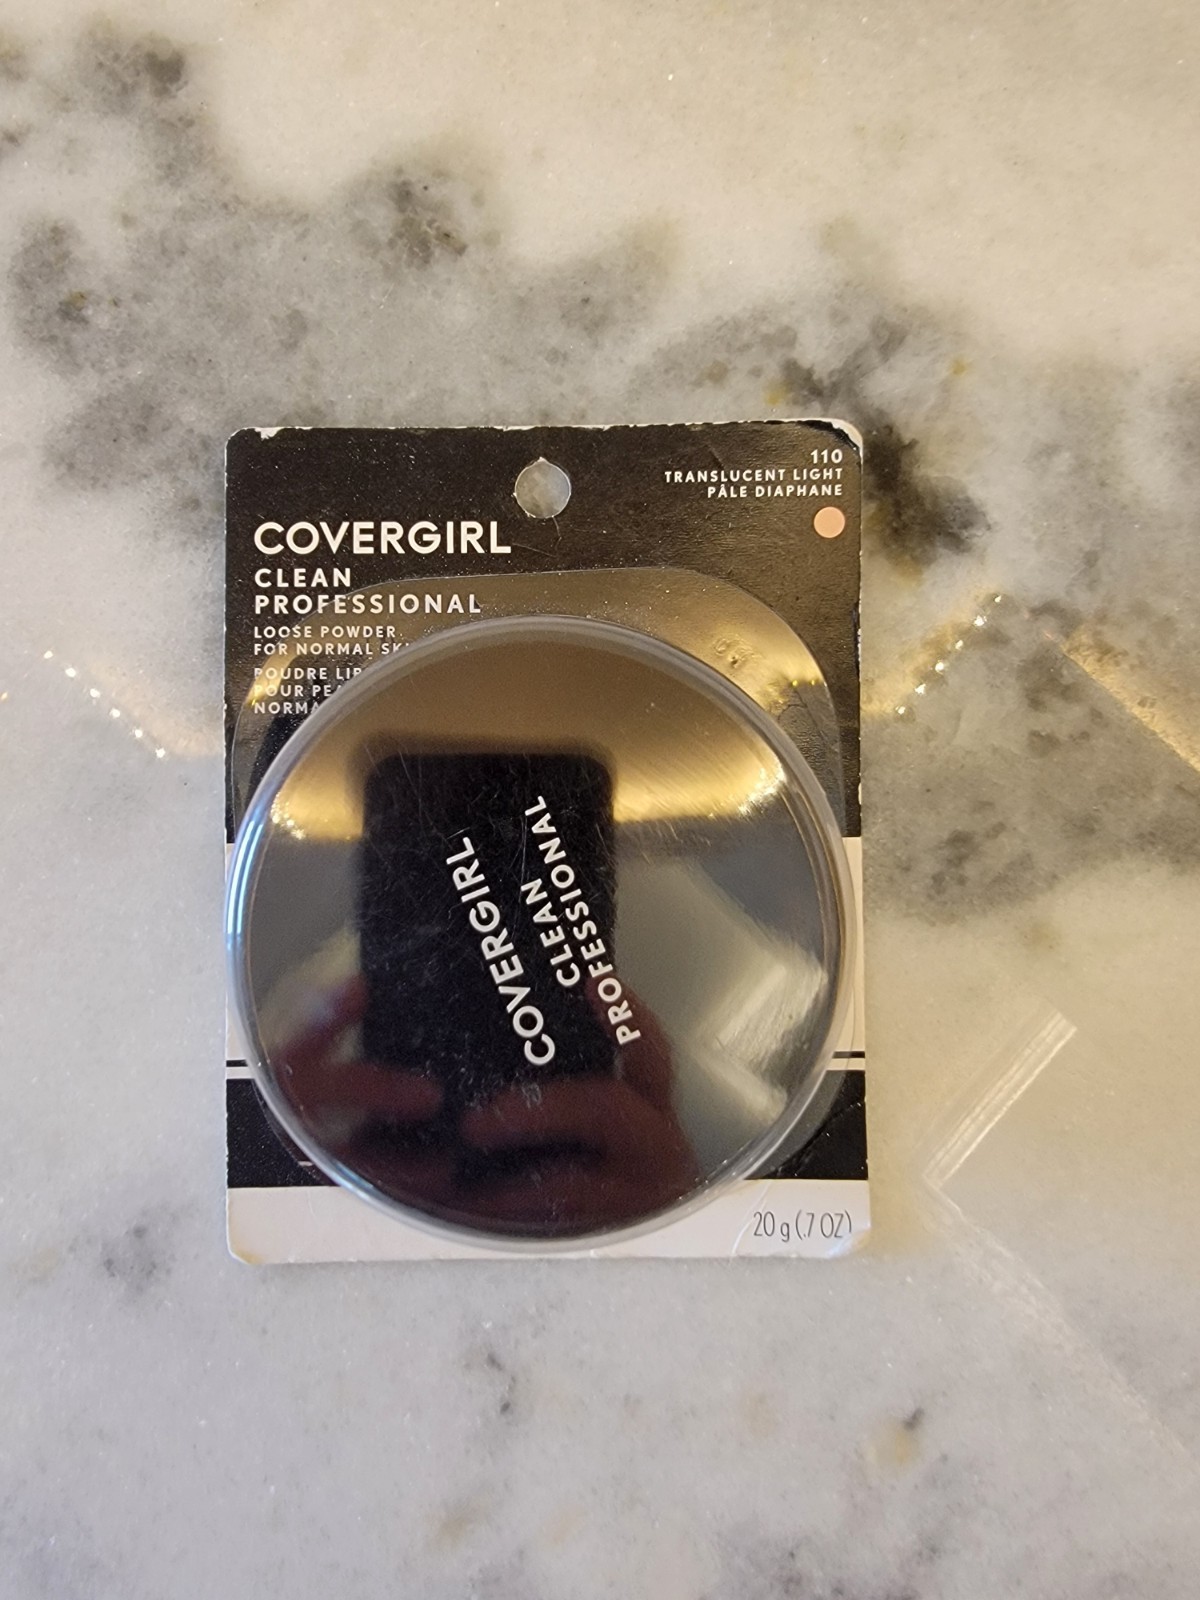 110
TRANSLUCENT LIGHT
PÂLE DIAPHANE
COVERGIRL
CLEAN
PROFESSIONAL
LOOSE POWDER
FOR NORMAL
POUDRE
POUR
COVERGIRL
CLEAN
PROFESSIONAL
20 g (.7 OZ)